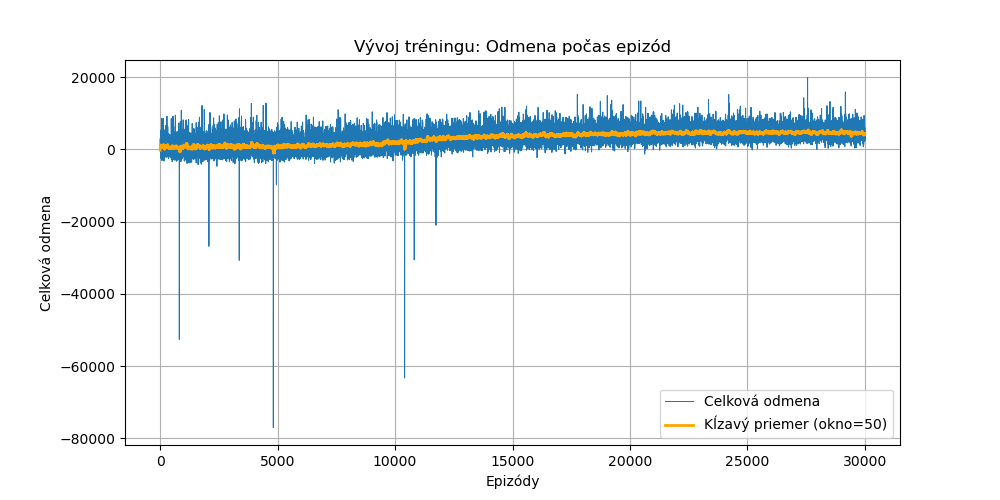 Vývoj tréningu: Odmena počas epizód
20000
0
−20000
−40000
−60000
−80000
Celková odmena
0
5000
10000
15000
20000
25000
30000
Epizódy
Celková odmena
Kĺzavý priemer (okno=50)